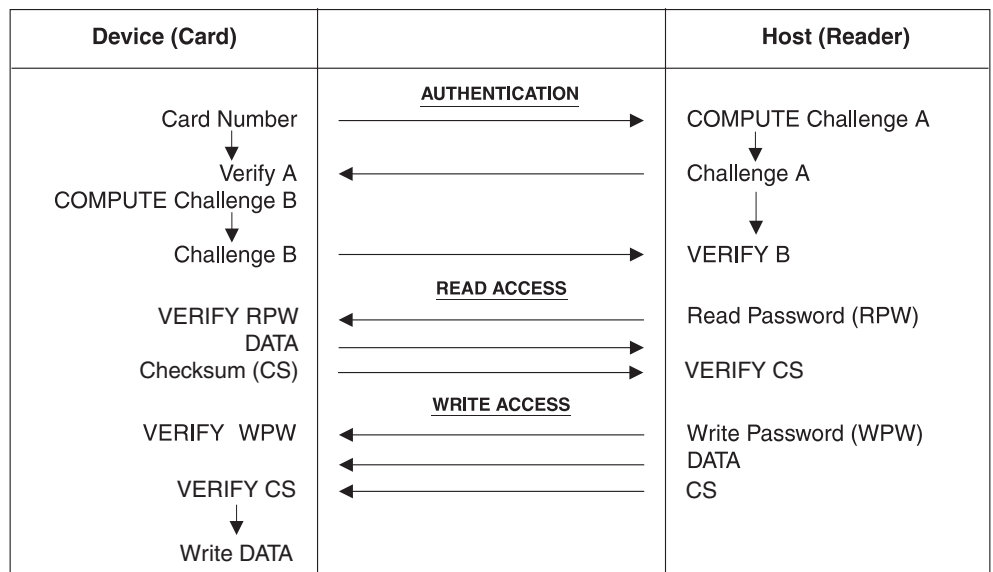 Device (Card) Host (Reader)
AUTHENTICATION
Card Number COMPUTE Challenge A
Verify A Challenge A
COMPUTE Challenge B
Challenge B VERIFY B
READ ACCESS
VERIFY RPW Read Password (RPW)
DATA
Checksum (CS) VERIFY CS
WRITE ACCESS
VERIFY WPW Write Password (WPW)
DATA
VERIFY CS CS
Write DATA